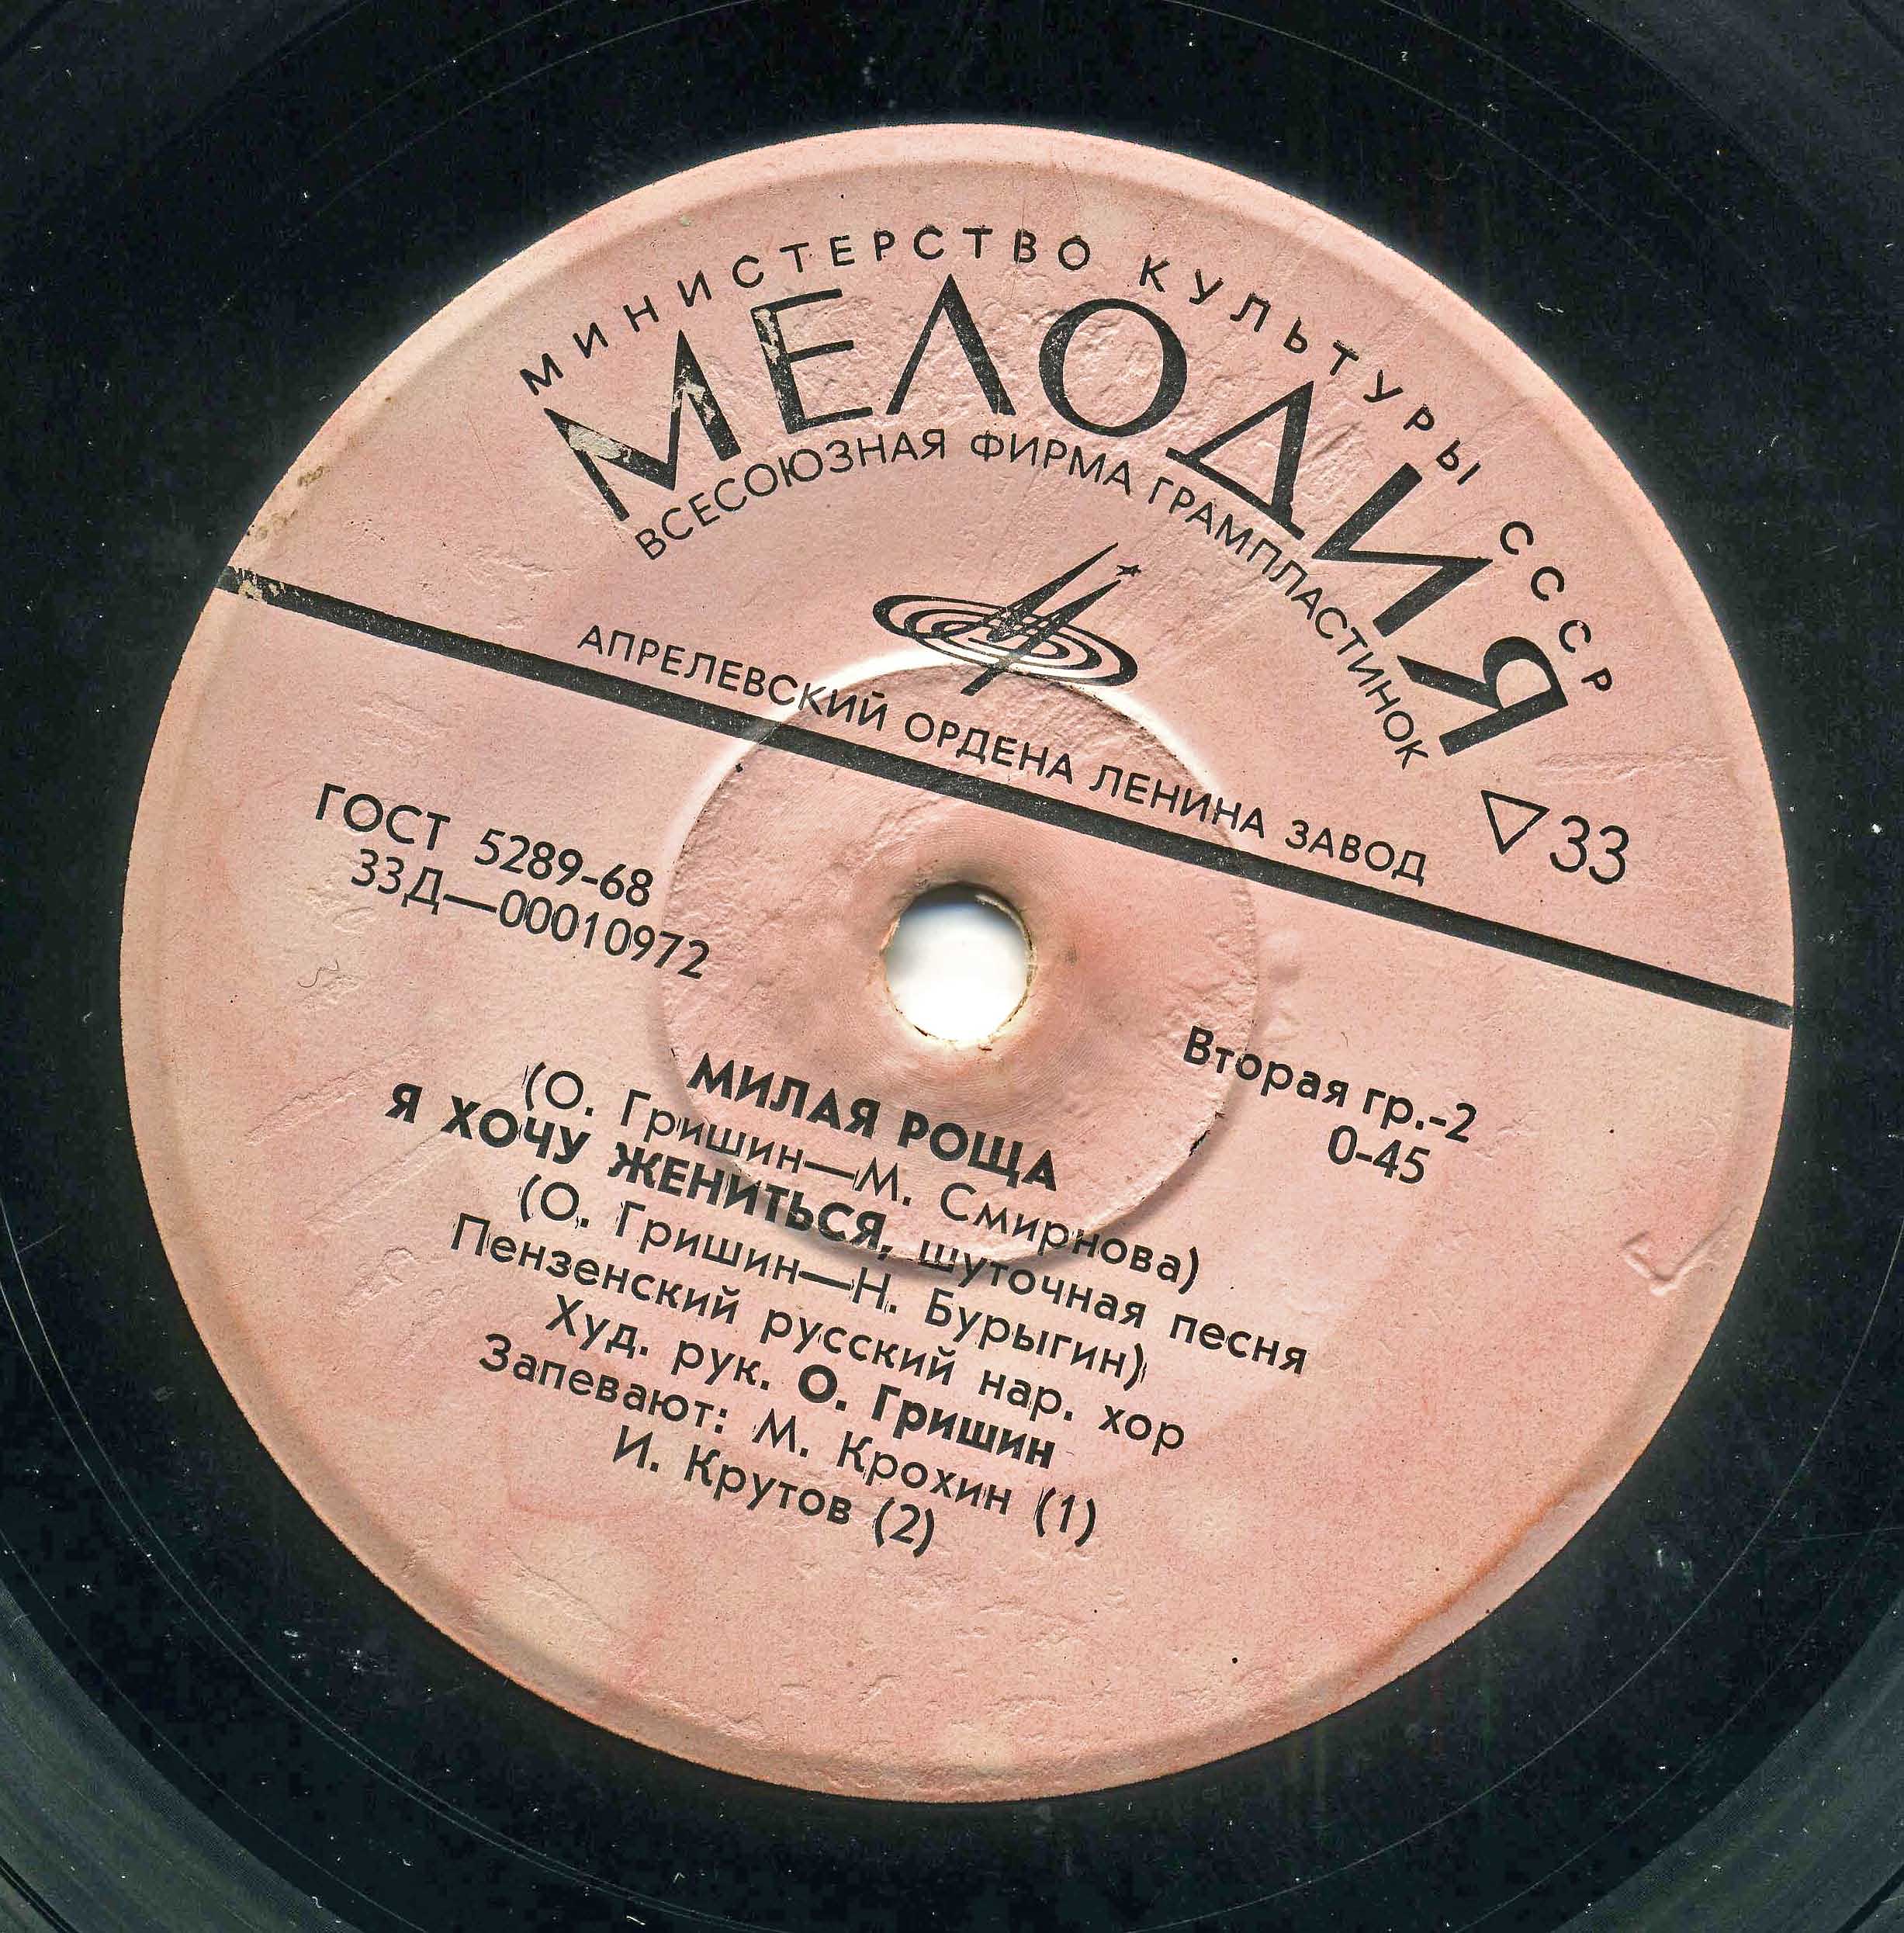 МИНИСТЕРСТВО КУЛЬТУРЫ СССР
МЕЛОДИЯ
ВСЕСОЮЗНАЯ ФИРМА ГРАМПЛАСТИНОК
АПРЕЛЕВСКИЙ ОРДЕНА ЛЕНИНА ЗАВОД
▽33
ГОСТ 5289-68
33Д—00010972
Вторая гр.-2
0-45
МИЛАЯ РОЩА
(О. Гришин—М. Смирнова)
Я ХОЧУ ЖЕНИТЬСЯ, шуточная песня
(О. Гришин—Н. Бурыгин)
Пензенский русский нар. хор
Худ. рук. О. Гришин
Запевают: М. Крохин (1)
И. Крутов (2)